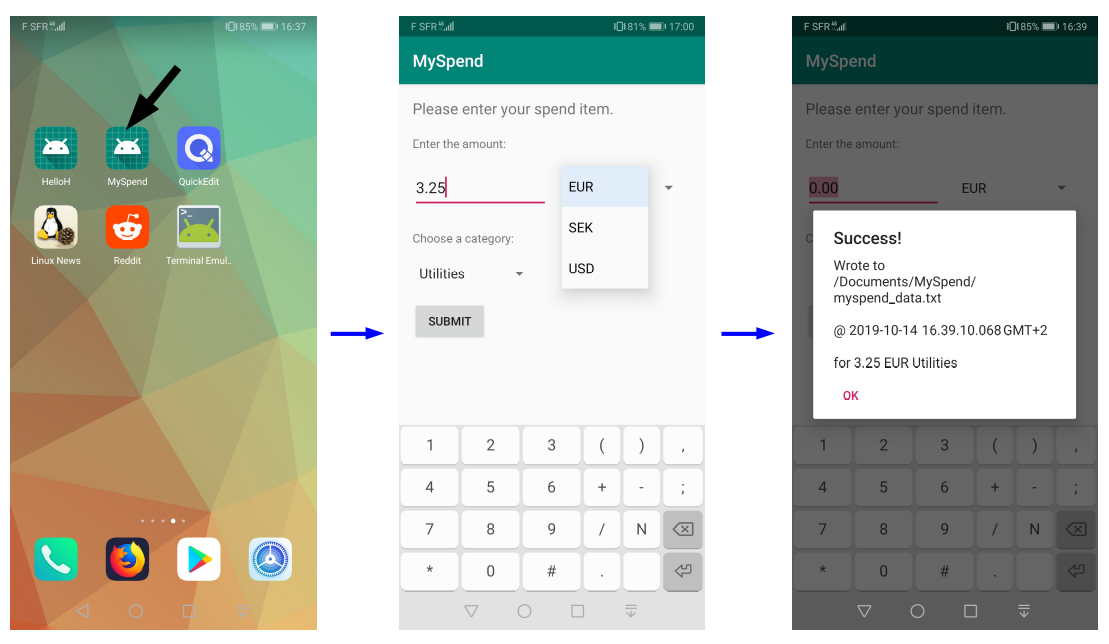 F SFR 4G 85% 16:37
HelloH MySpend QuickEdit
>_
Linux News Reddit Terminal Emul..
F SFR 4G 81% 17:00
MySpend
Please enter your spend item.
Enter the amount:
3.25
EUR
SEK
USD
Choose a category:
Utilities
SUBMIT
1 2 3 ( ) ,
4 5 6 + - ;
7 8 9 / N
* 0 # .
F SFR 4G 85% 16:39
MySpend
Please enter your spend item.
Enter the amount:
0.00 EUR
C
Success!
Wrote to
/Documents/MySpend/
myspend_data.txt
@ 2019-10-14 16.39.10.068 GMT+2
for 3.25 EUR Utilities
OK
1 2 3 ( ) ,
4 5 6 + - ;
7 8 9 / N
* 0 # .